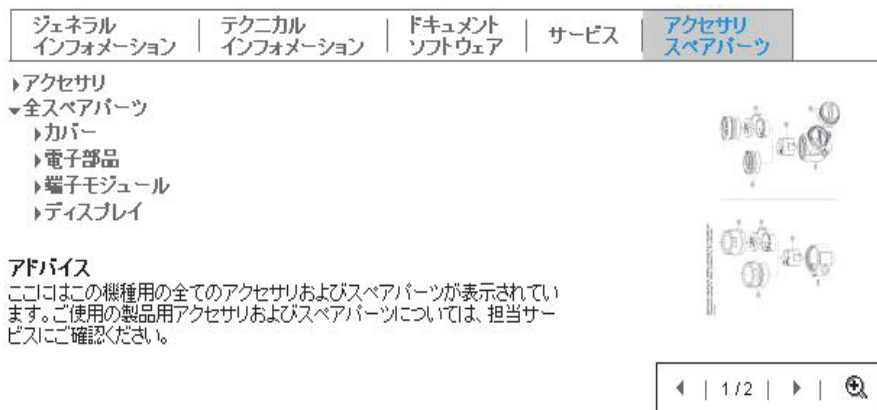 ジェネラル
インフォメーション
テクニカル
インフォメーション
ドキュメント
ソフトウェア
サービス
アクセサリ
スペアパーツ
アクセサリ
全スペアパーツ
カバー
電子部品
端子モジュール
ディスプレイ
アドバイス
ここにはこの機種用の全てのアクセサリおよびスペアパーツが表示されてい
ます。ご使用の製品用アクセサリおよびスペアパーツについては、担当サー
ビスにご確認ください。
1/2